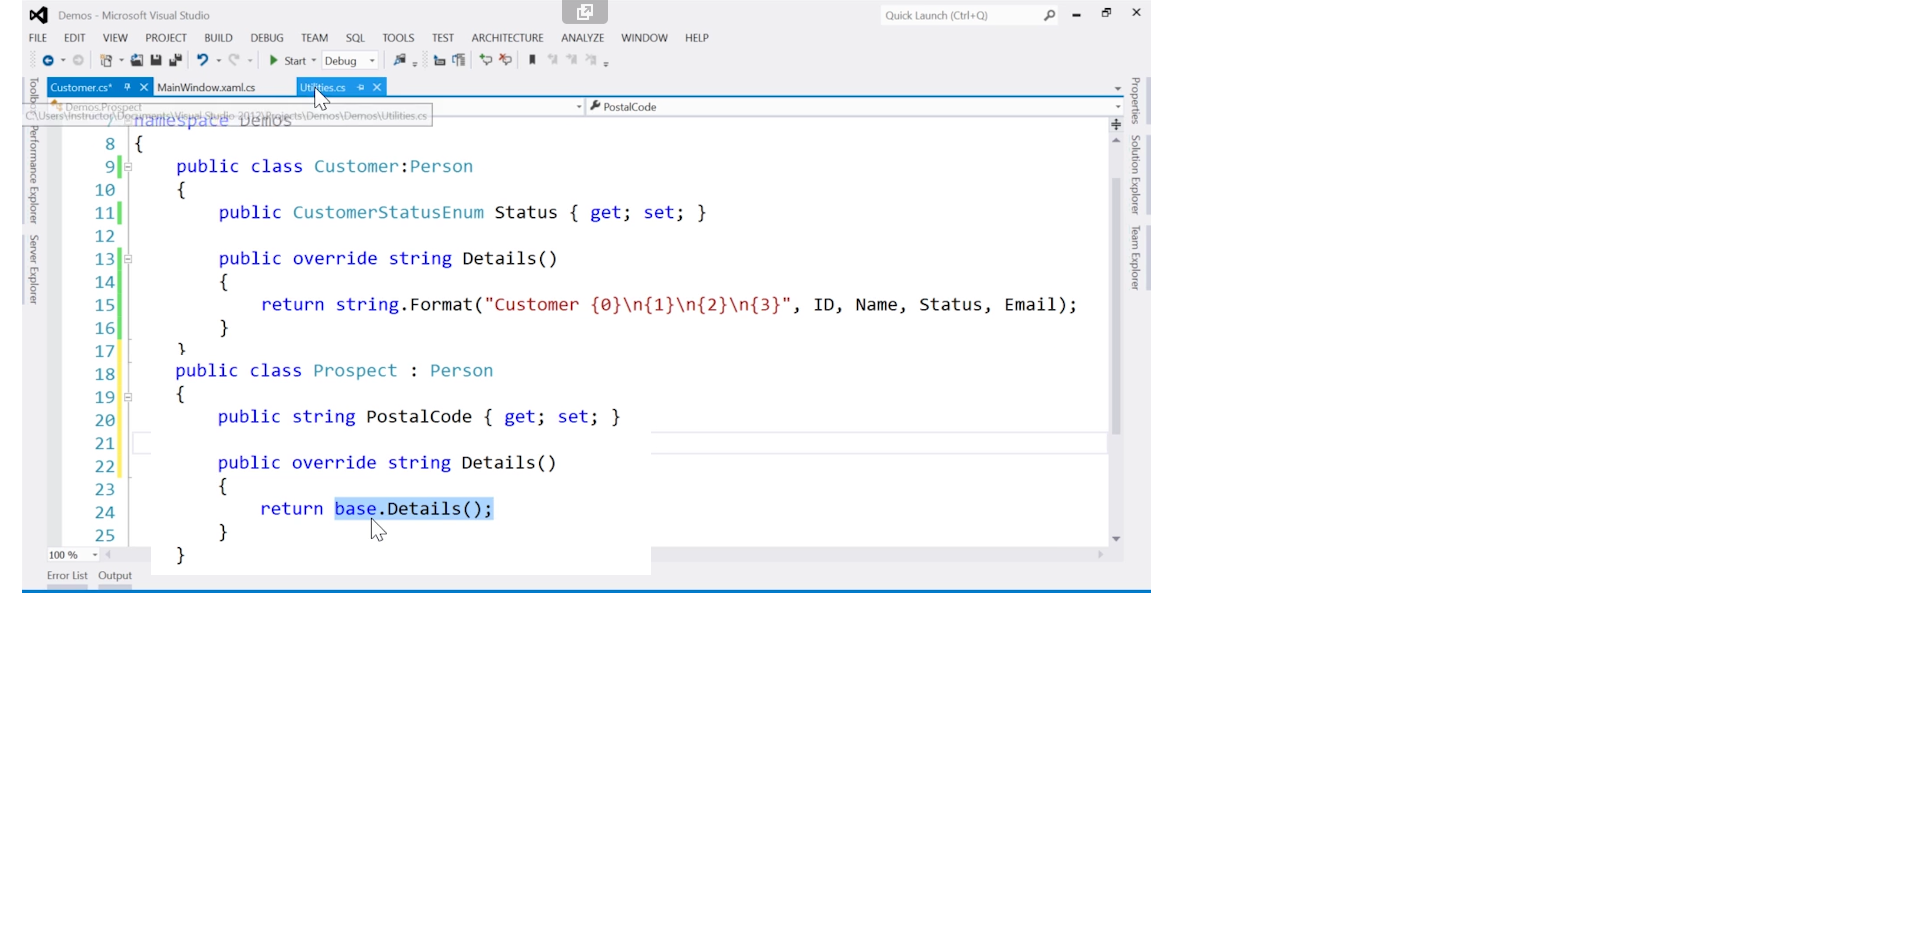 Demos - Microsoft Visual Studio
Quick Launch (Ctrl+Q)
FILE EDIT VIEW PROJECT BUILD DEBUG TEAM SQL TOOLS TEST ARCHITECTURE ANALYZE WINDOW HELP
Start Debug
Customer.cs* MainWindow.xaml.cs Utilities.cs
Demos.Prospect PostalCode
C:\Users\Instructor\Documents\Visual Studio 2012\Projects\Demos\Demos\Utilities.cs
7 namespace Demos
8 {
9 public class Customer:Person
10 {
11 public CustomerStatusEnum Status { get; set; }
12
13 public override string Details()
14 {
15 return string.Format("Customer {0}\n{1}\n{2}\n{3}", ID, Name, Status, Email);
16 }
17 }
18 public class Prospect : Person
19 {
20 public string PostalCode { get; set; }
21
22 public override string Details()
23 {
24 return base.Details();
25 }
}
100 %
Error List Output
Toolbo
Performance Explorer
Server Explorer
Properties
Solution Explorer
Team Explorer